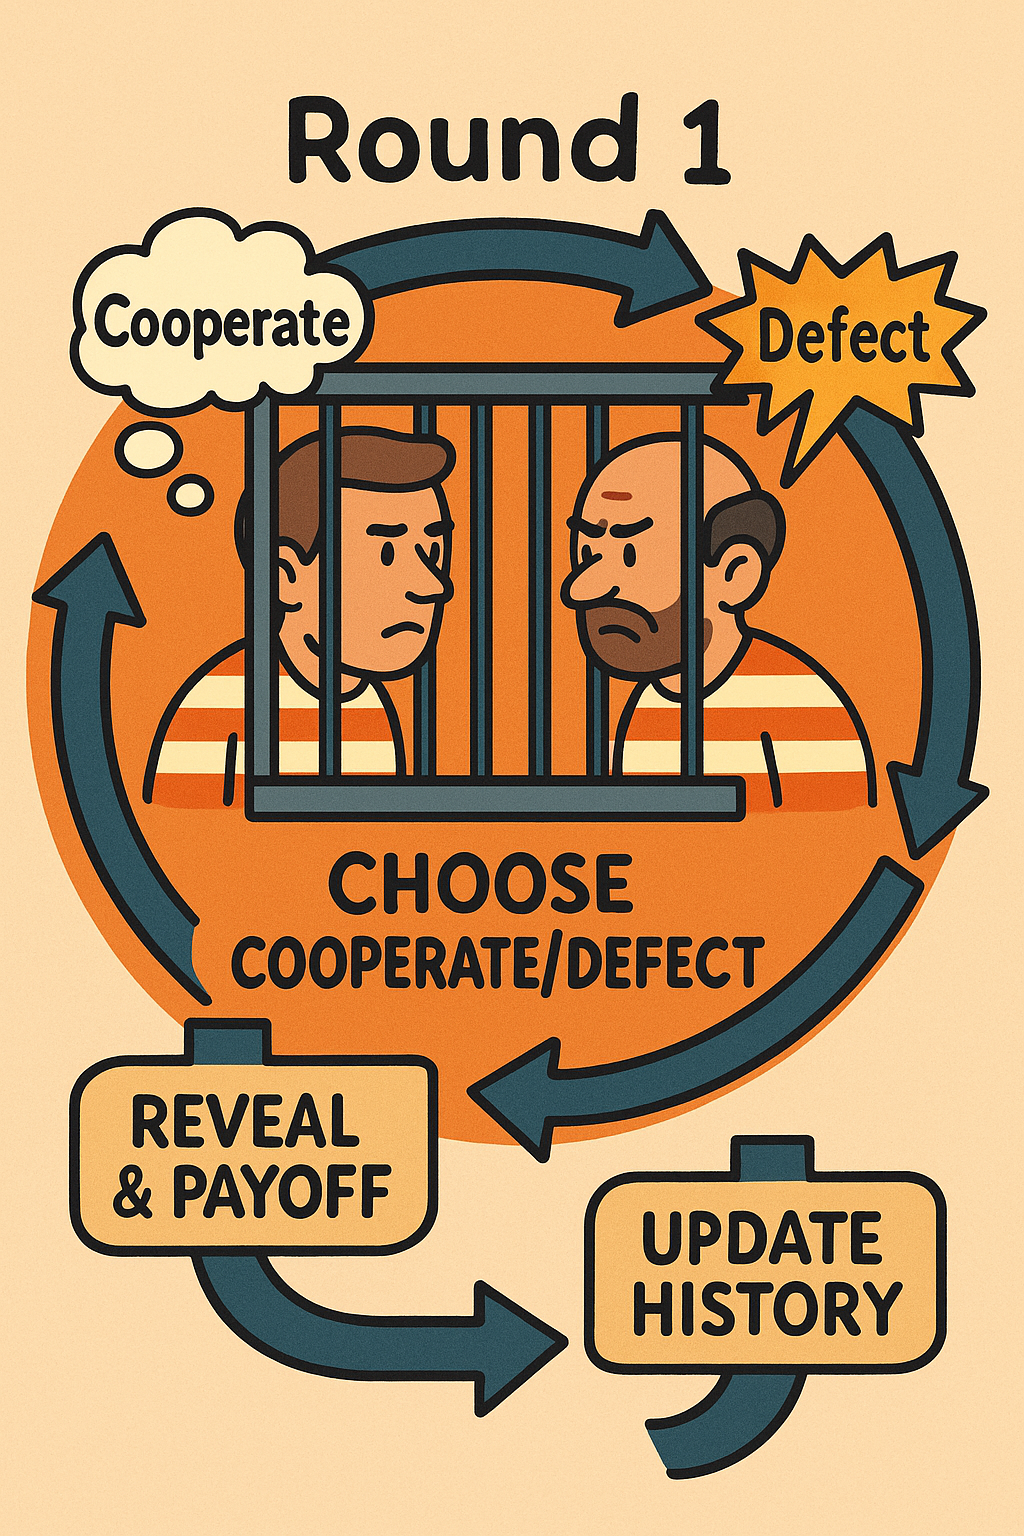 Round 1
Cooperate
Defect
CHOOSE
COOPERATE/DEFECT
REVEAL
& PAYOFF
UPDATE
HISTORY